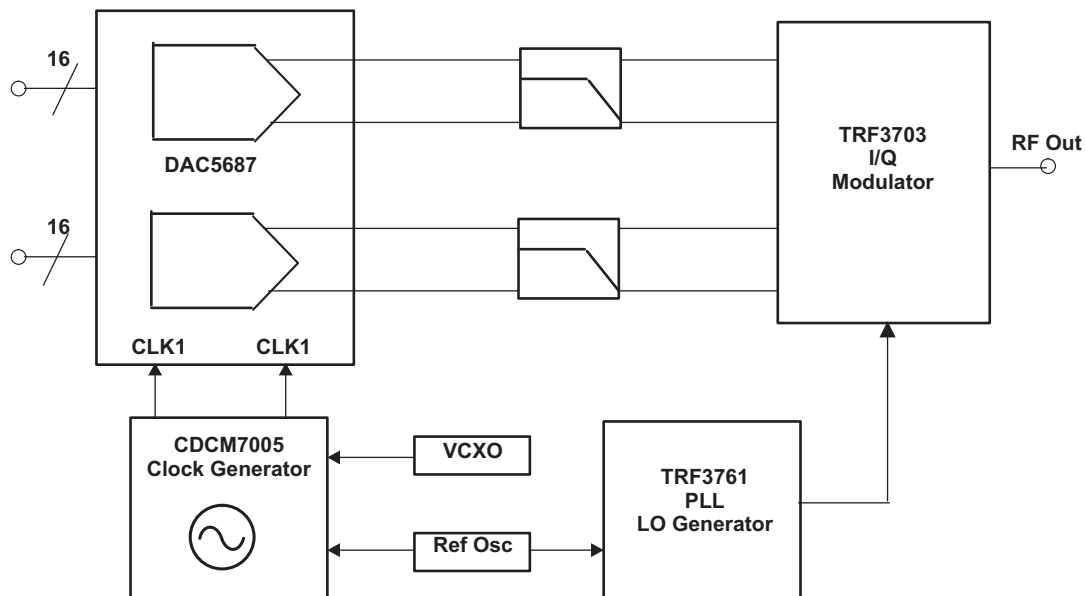 16
DAC5687
TRF3703
I/Q
Modulator
RF Out
16
CLK1
CLK1
CDCM7005
Clock Generator
VCXO
Ref Osc
TRF3761
PLL
LO Generator